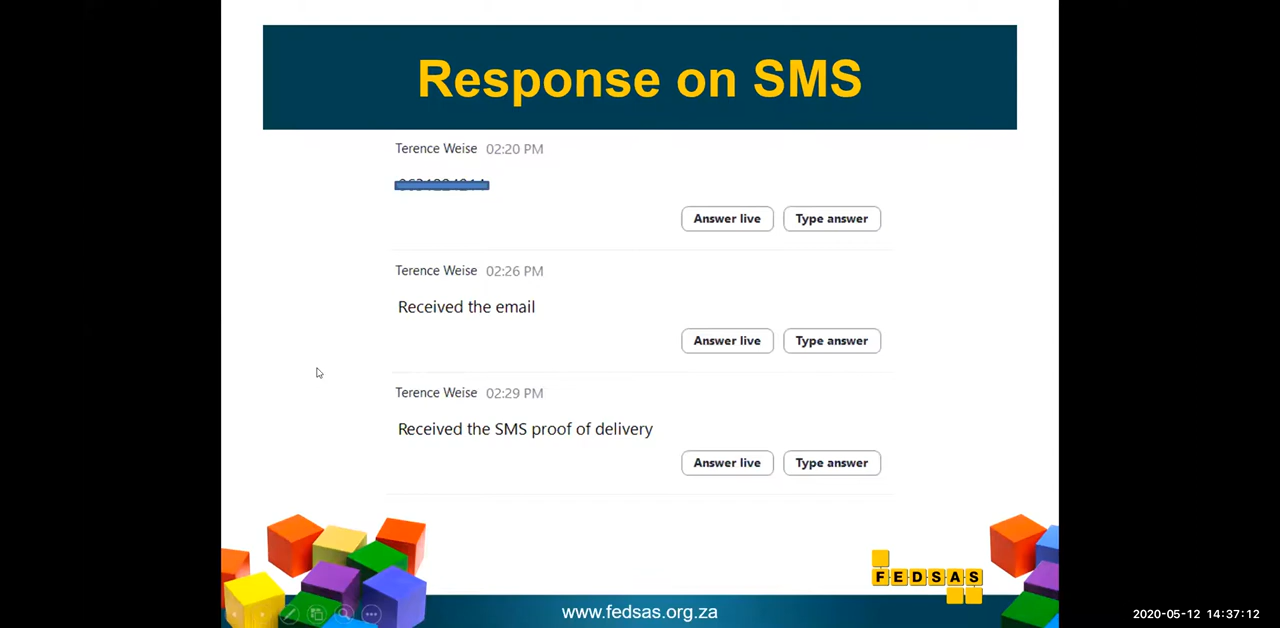 Response on SMS
Terence Weise 02:20 PM
Answer live Type answer
Terence Weise 02:26 PM
Received the email
Answer live Type answer
Terence Weise 02:29 PM
Received the SMS proof of delivery
Answer live Type answer
FEDSAS
www.fedsas.org.za
2020-05-12 14:37:12